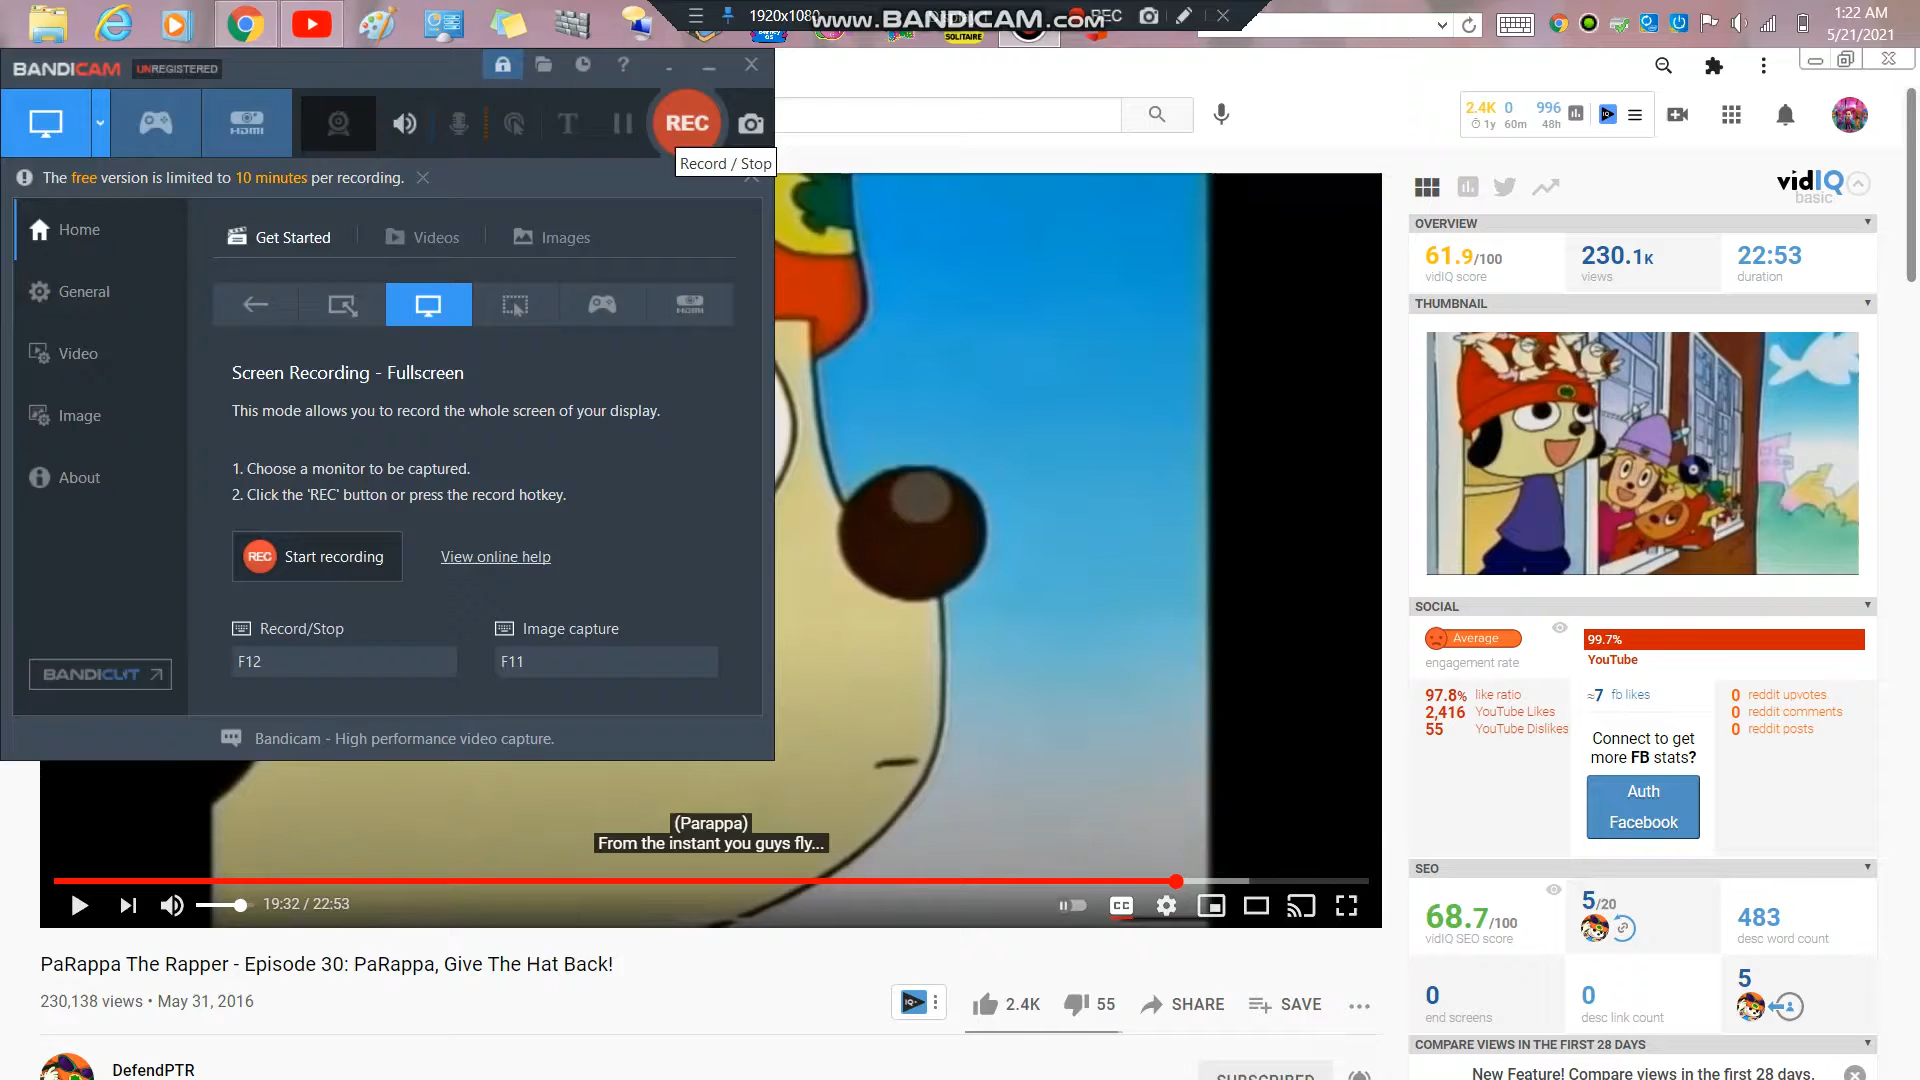 1920x1080
www.BANDICAM.com
REC
1:22 AM
5/21/2021
BANDICAM
UNREGISTERED
HDMI
REC
Record / Stop
The free version is limited to 10 minutes per recording.
Home
General
Video
Image
About
BANDICUT
Get Started
Videos
Images
Screen Recording - Fullscreen
This mode allows you to record the whole screen of your display.
1. Choose a monitor to be captured.
2. Click the 'REC' button or press the record hotkey.
REC Start recording
View online help
Record/Stop
F12
Image capture
F11
Bandicam - High performance video capture.
(Parappa)
From the instant you guys fly...
19:32 / 22:53
CC
PaRappa The Rapper - Episode 30: PaRappa, Give The Hat Back!
230,138 views • May 31, 2016
2.4K
55
SHARE
SAVE
DefendPTR
SUBSCRIBED
2.4K 0 996
1y 60m 48h
vidIQ
basic
OVERVIEW
61.9/100
vidIQ score
230.1K
views
22:53
duration
THUMBNAIL
SOCIAL
Average
engagement rate
99.7%
YouTube
97.8% like ratio
2,416 YouTube Likes
55 YouTube Dislikes
≈7 fb likes
Connect to get
more FB stats?
Auth
Facebook
0 reddit upvotes
0 reddit comments
0 reddit posts
SEO
68.7/100
vidIQ SEO score
5/20
483
desc word count
0
end screens
0
desc link count
5
COMPARE VIEWS IN THE FIRST 28 DAYS
New Feature! Compare views in the first 28 days.